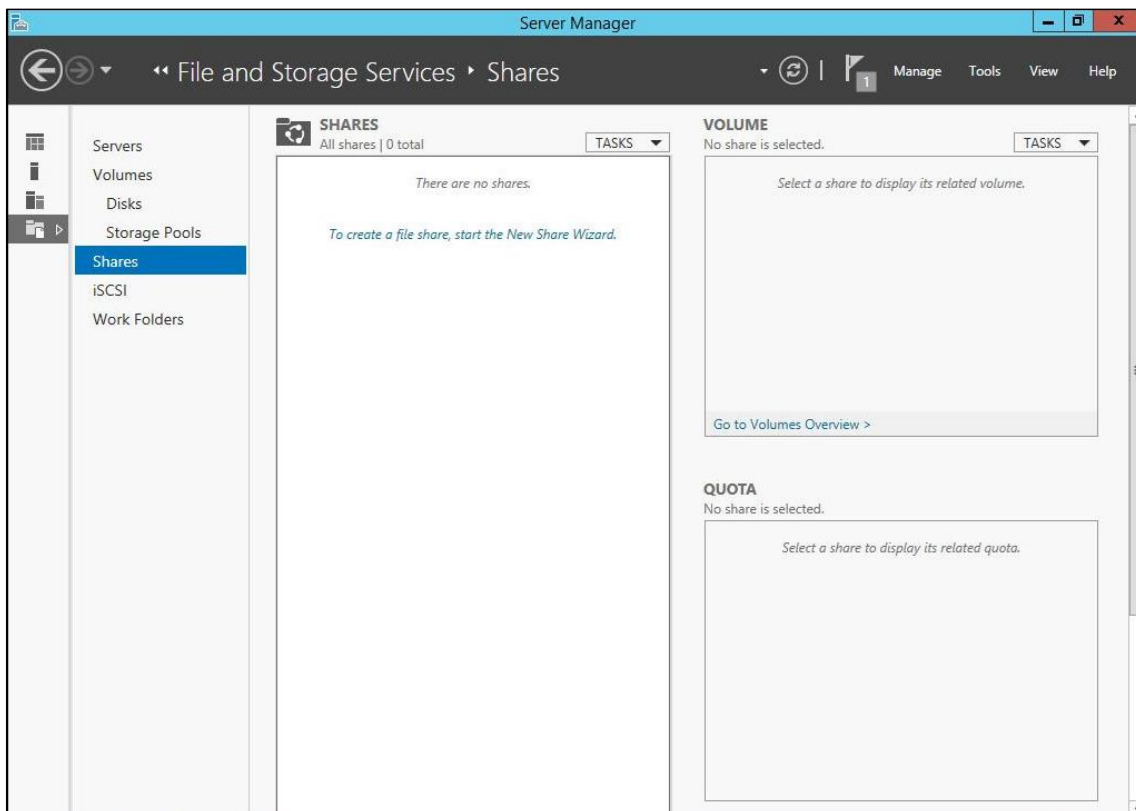 Server Manager
File and Storage Services • Shares
1
Manage Tools View Help
Servers
Volumes
Disks
Storage Pools
Shares
iSCSI
Work Folders
SHARES
All shares | 0 total
TASKS
There are no shares.
To create a file share, start the New Share Wizard.
VOLUME
No share is selected.
TASKS
Select a share to display its related volume.
Go to Volumes Overview >
QUOTA
No share is selected.
Select a share to display its related quota.